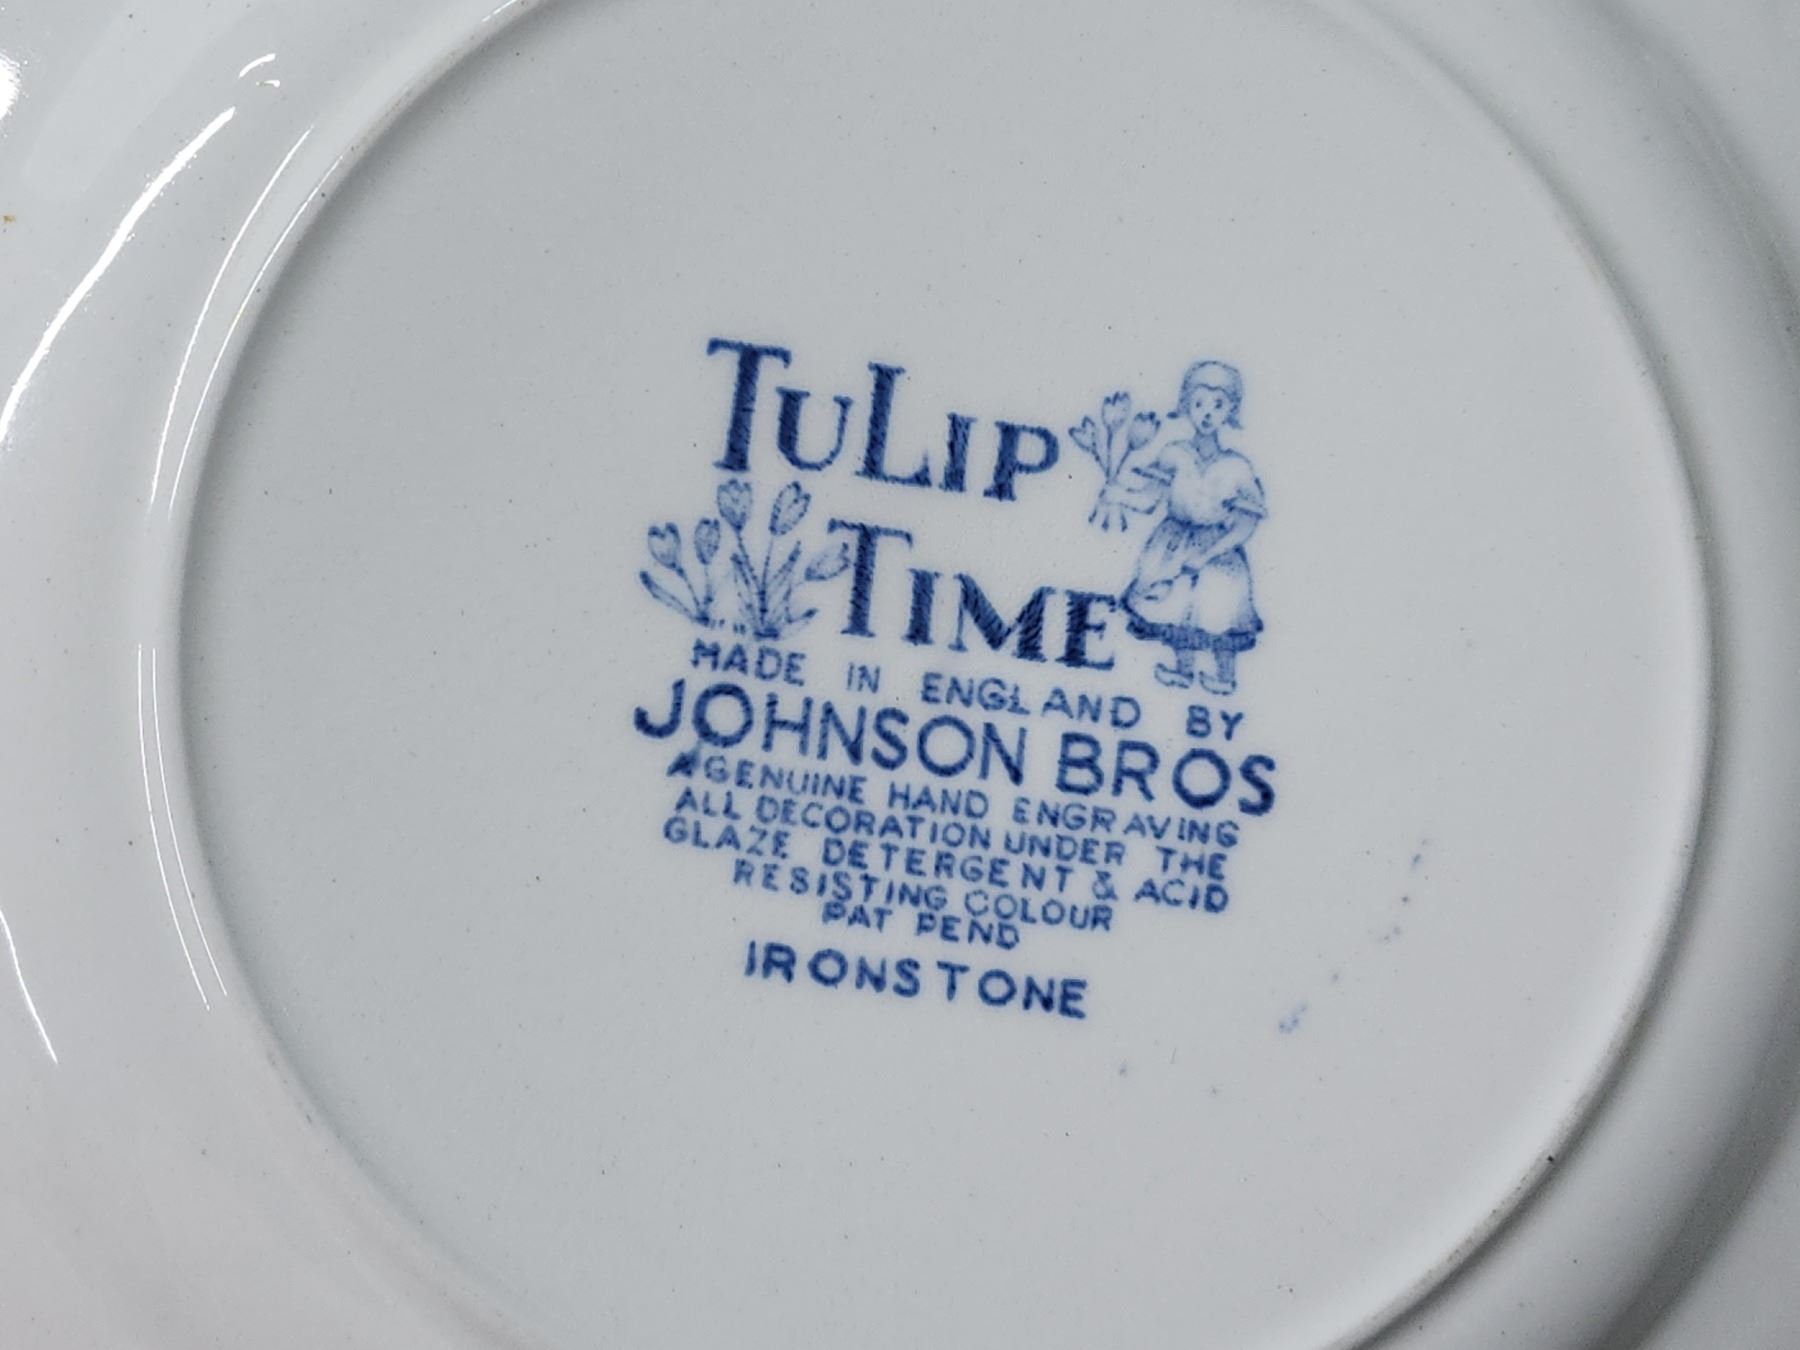 TULIP
TIME
MADE IN ENGLAND BY
JOHNSON BROS
A GENUINE HAND ENGRAVING
ALL DECORATION UNDER THE
GLAZE DETERGENT & ACID
RESISTING COLOUR
PAT PEND
IRONSTONE